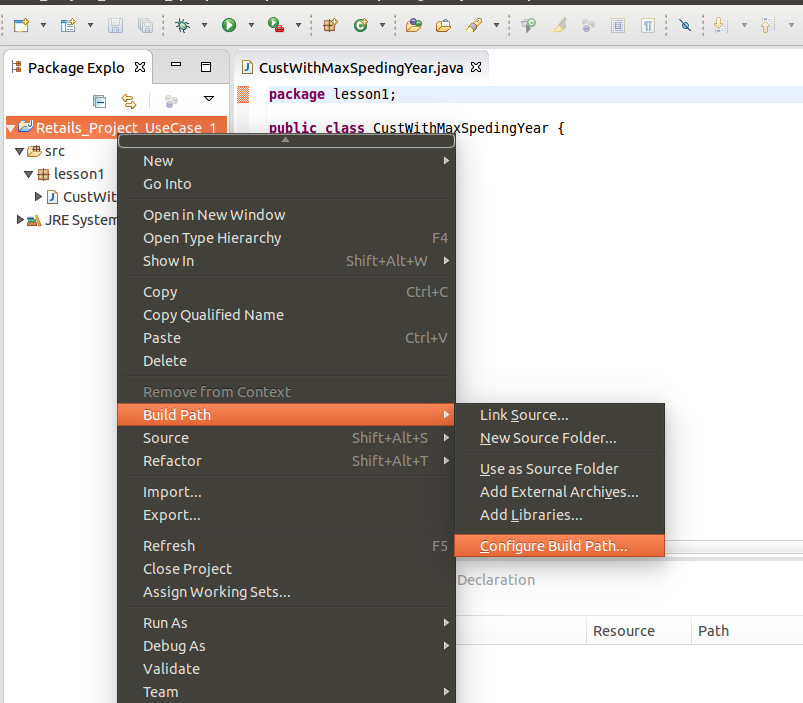 Package Explo
CustWithMaxSpedingYear.java
package lesson1;
public class CustWithMaxSpedingYear {
Retails_Project_UseCase_1
src
lesson1
CustWit
JRE System
New
Go Into
Open in New Window
Open Type Hierarchy F4
Show In Shift+Alt+W
Copy Ctrl+C
Copy Qualified Name
Paste Ctrl+V
Delete
Remove from Context
Build Path
Source Shift+Alt+S
Refactor Shift+Alt+T
Import...
Export...
Refresh F5
Close Project
Assign Working Sets...
Run As
Debug As
Validate
Team
Link Source...
New Source Folder...
Use as Source Folder
Add External Archives...
Add Libraries...
Configure Build Path...
Declaration
Resource Path